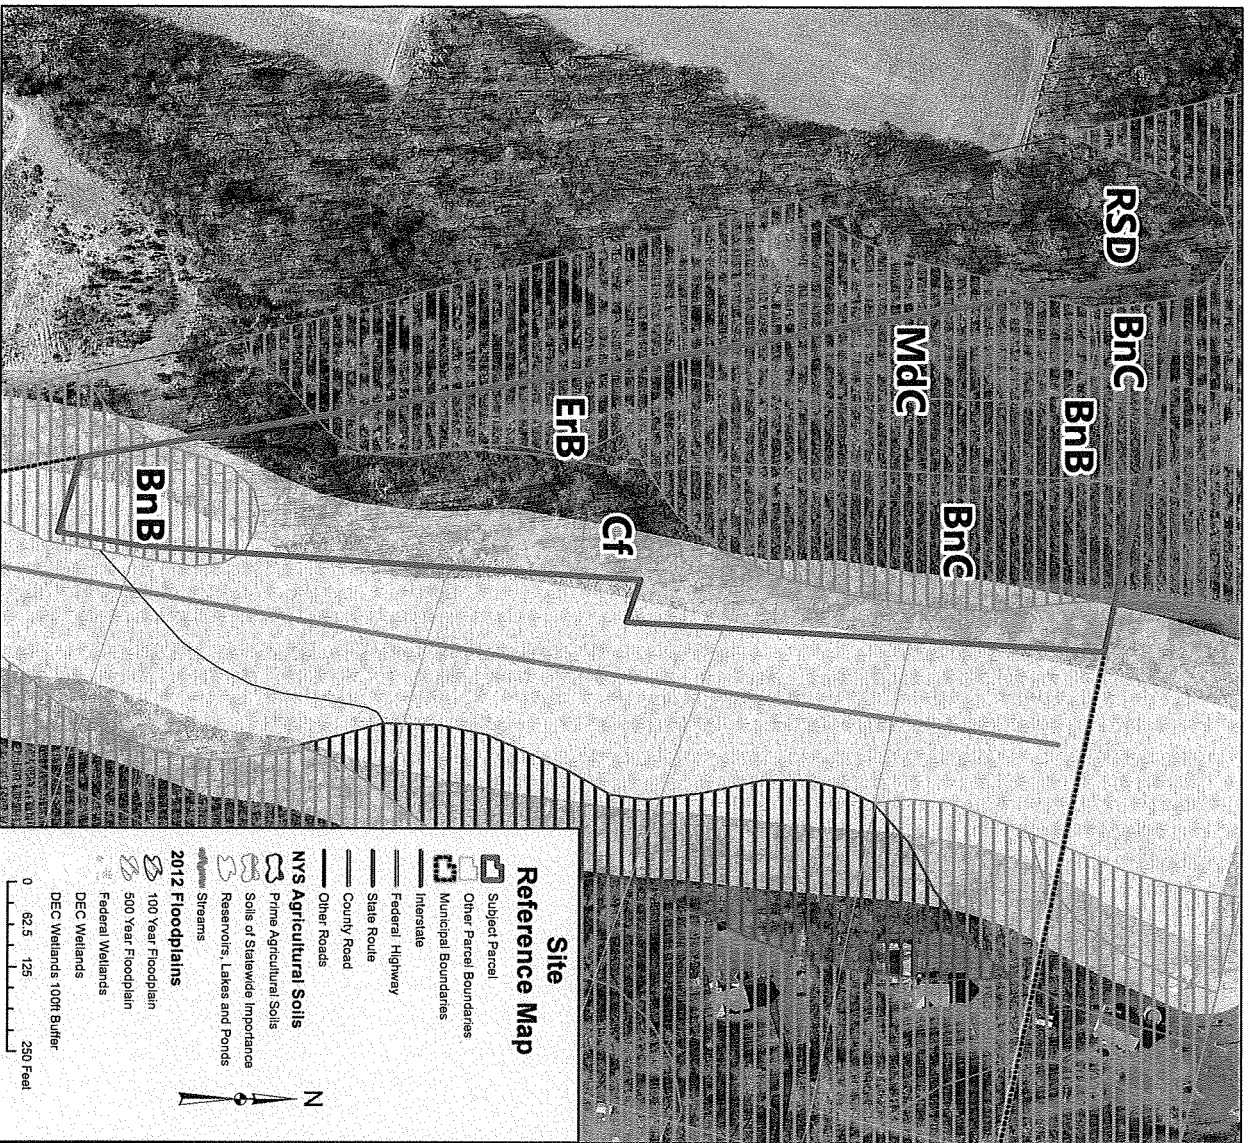 RSD
BnC
BnB
MdC
BnC
ErB
Cf
BnB
Site
Reference Map
Subject Parcel
Other Parcel Boundaries
Municipal Boundaries
Interstate
Federal Highway
State Route
County Road
Other Roads
NYS Agricultural Soils
Prime Agricultural Soils
Soils of Statewide Importance
Reservoirs, Lakes and Ponds
Streams
2012 Floodplains
100 Year Floodplain
500 Year Floodplain
Federal Wetlands
DEC Wetlands
DEC Wetlands 100ft Buffer
N
0 62.5 125 250 Feet